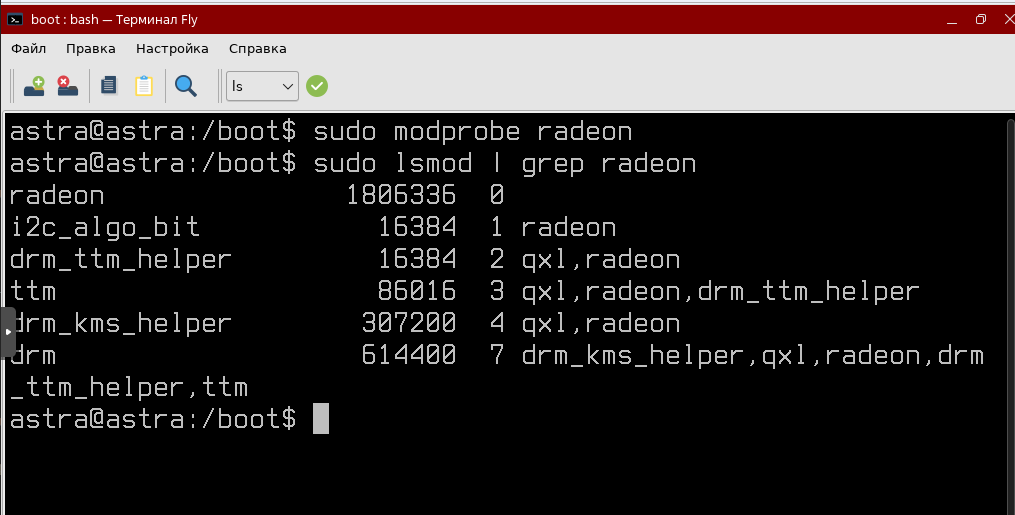 boot : bash — Терминал Fly
Файл Правка Настройка Справка
ls
astra@astra:/boot$ sudo modprobe radeon
astra@astra:/boot$ sudo lsmod | grep radeon
radeon 1806336 0
i2c_algo_bit 16384 1 radeon
drm_ttm_helper 16384 2 qxl,radeon
ttm 86016 3 qxl,radeon,drm_ttm_helper
drm_kms_helper 307200 4 qxl,radeon
drm 614400 7 drm_kms_helper,qxl,radeon,drm
_ttm_helper,ttm
astra@astra:/boot$